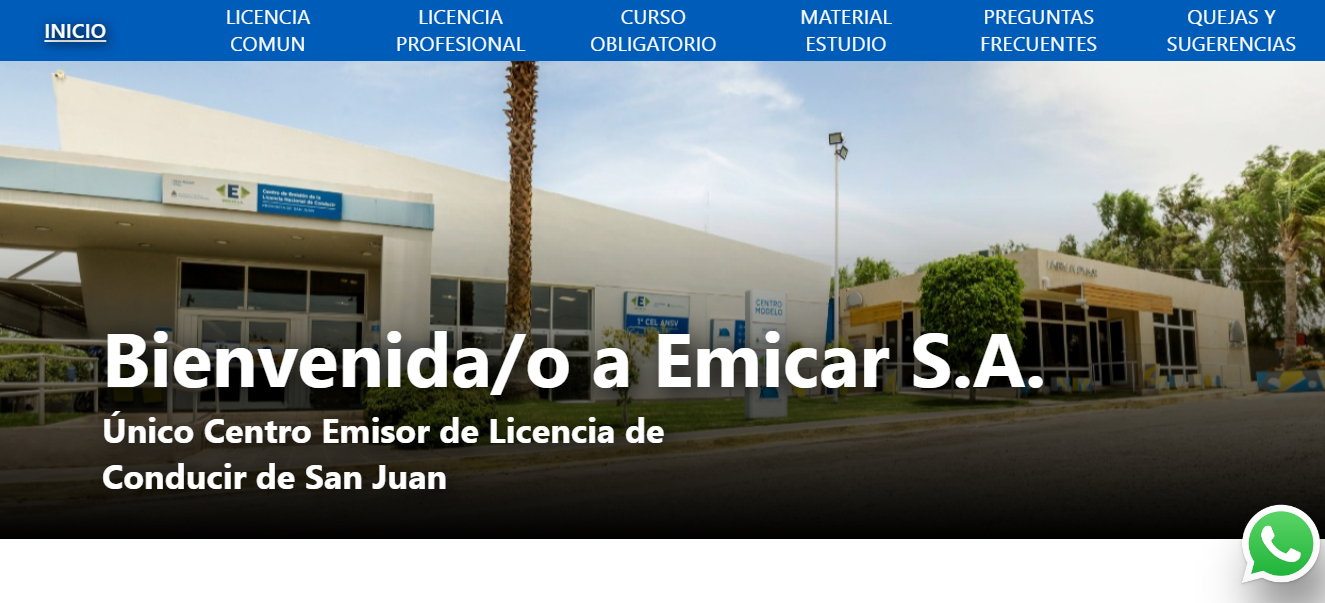 INICIO
LICENCIA
COMUN
LICENCIA
PROFESIONAL
CURSO
OBLIGATORIO
MATERIAL
ESTUDIO
PREGUNTAS
FRECUENTES
QUEJAS Y
SUGERENCIAS
E
Centro de Emisión de la
Licencia Nacional de Conducir
E
1º CEL ANSV
CENTRO
MODELO
Bienvenida/o a Emicar S.A.
Único Centro Emisor de Licencia de
Conducir de San Juan